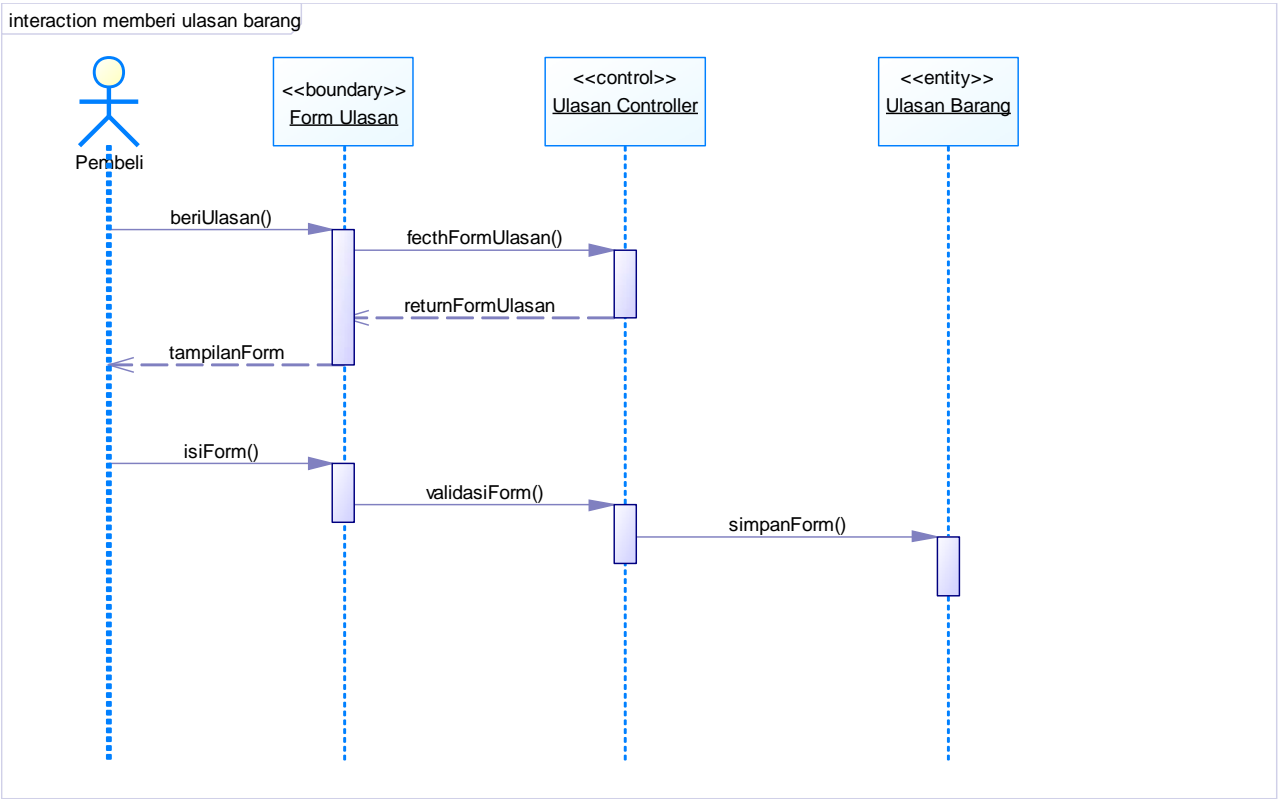 interaction memberi ulasan barang
Pembeli
<<boundary>>
Form Ulasan
<<control>>
Ulasan Controller
<<entity>>
Ulasan Barang
beriUlasan()
fecthFormUlasan()
returnFormUlasan
tampilanForm
isiForm()
validasiForm()
simpanForm()